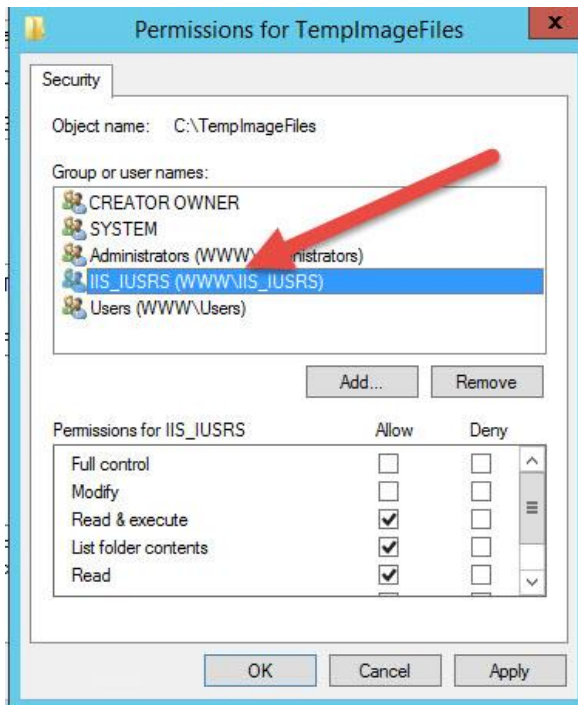 Permissions for TempImageFiles
x
Security
Object name: C:\TempImageFiles
Group or user names:
CREATOR OWNER
SYSTEM
Administrators (WWW\ nistrators)
IIS_IUSRS (WWW\IIS_IUSRS)
Users (WWW\Users)
Add... Remove
Permissions for IIS_IUSRS Allow Deny
Full control
Modify
Read & execute
List folder contents
Read
OK Cancel Apply